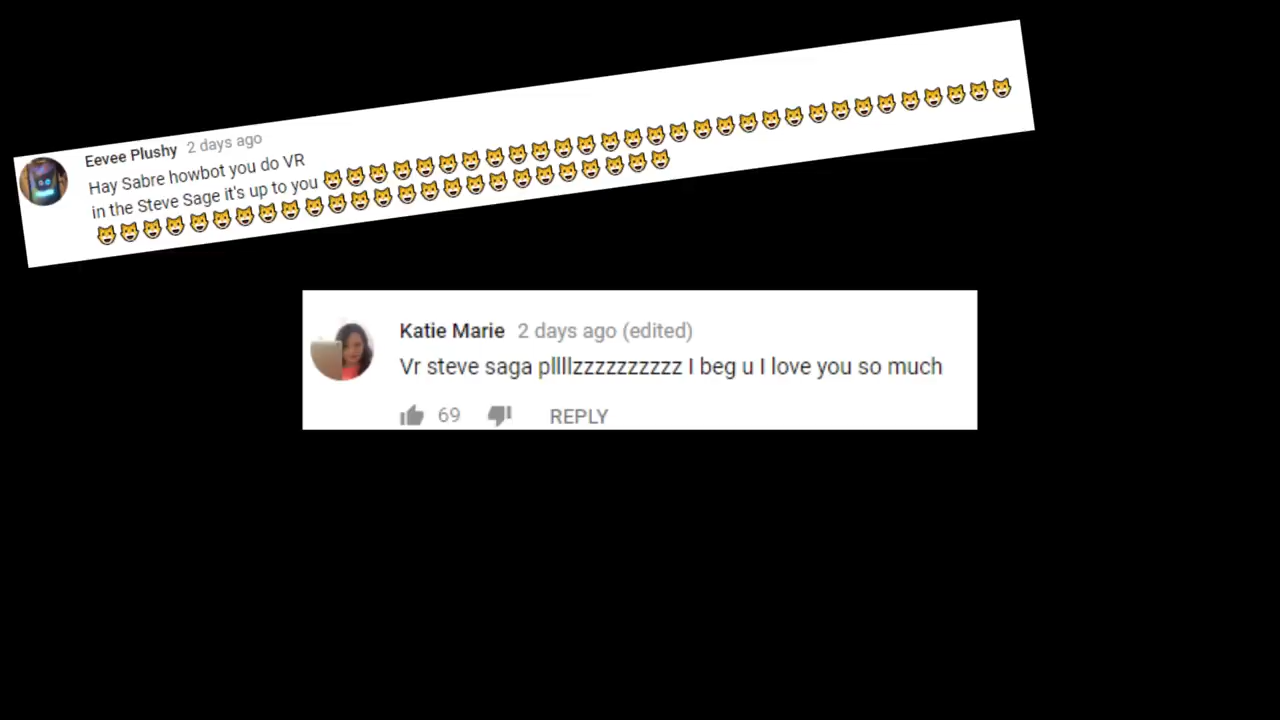 Eevee Plushy 2 days ago
Hay Sabre howbot you do VR
in the Steve Sage it's up to you 😺😺😺😺😺😺😺😺😺😺😺😺😺😺😺😺😺😺😺😺😺😺😺😺😺😺😺😺😺😺
😺😺😺😺😺😺😺😺😺😺😺😺😺😺😺😺😺😺😺😺😺😺😺😺😺
Katie Marie 2 days ago (edited)
Vr steve saga pllllzzzzzzzzzz I beg u I love you so much
69 REPLY